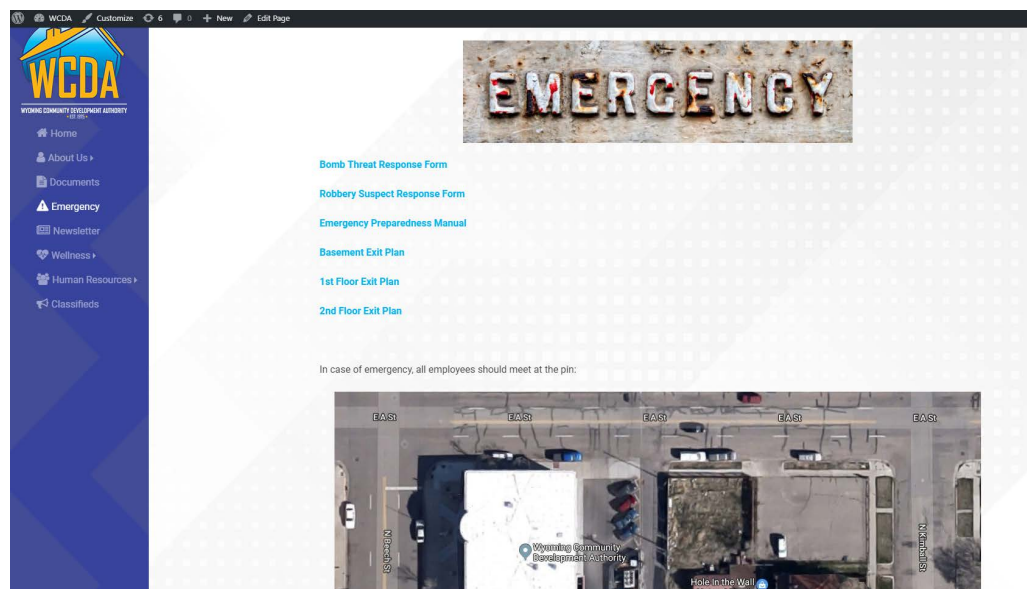 WCDA
Customize
6
0
New
Edit Page
WCDA
WYOMING COMMUNITY DEVELOPMENT AUTHORITY
Home
About Us
Documents
Emergency
Newsletter
Wellness
Human Resources
Classifieds
EMERGENCY
Bomb Threat Response Form
Robbery Suspect Response Form
Emergency Preparedness Manual
Basement Exit Plan
1st Floor Exit Plan
2nd Floor Exit Plan
In case of emergency, all employees should meet at the pin:
E A St
E A St
E A St
E A St
E A St
N Beech St
Wyoming Community
Development Authority
N Kimball St
Hole In the Wall